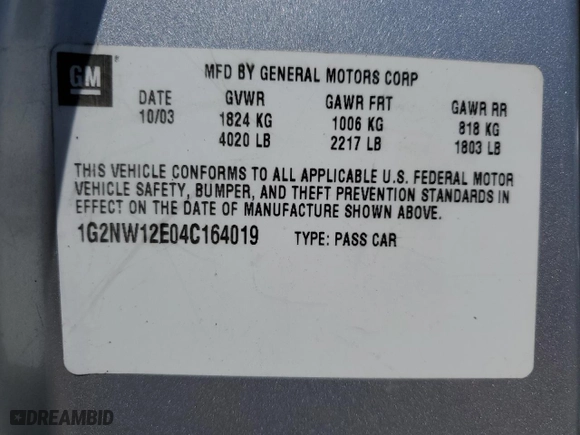 GM
MFD BY GENERAL MOTORS CORP
DATE GVWR GAWR FRT GAWR RR
10/03 1824 KG 1006 KG 818 KG
4020 LB 2217 LB 1803 LB
THIS VEHICLE CONFORMS TO ALL APPLICABLE U.S. FEDERAL MOTOR
VEHICLE SAFETY, BUMPER, AND THEFT PREVENTION STANDARDS IN
EFFECT ON THE DATE OF MANUFACTURE SHOWN ABOVE.
1G2NW12E04C164019 TYPE: PASS CAR
DREAMBID